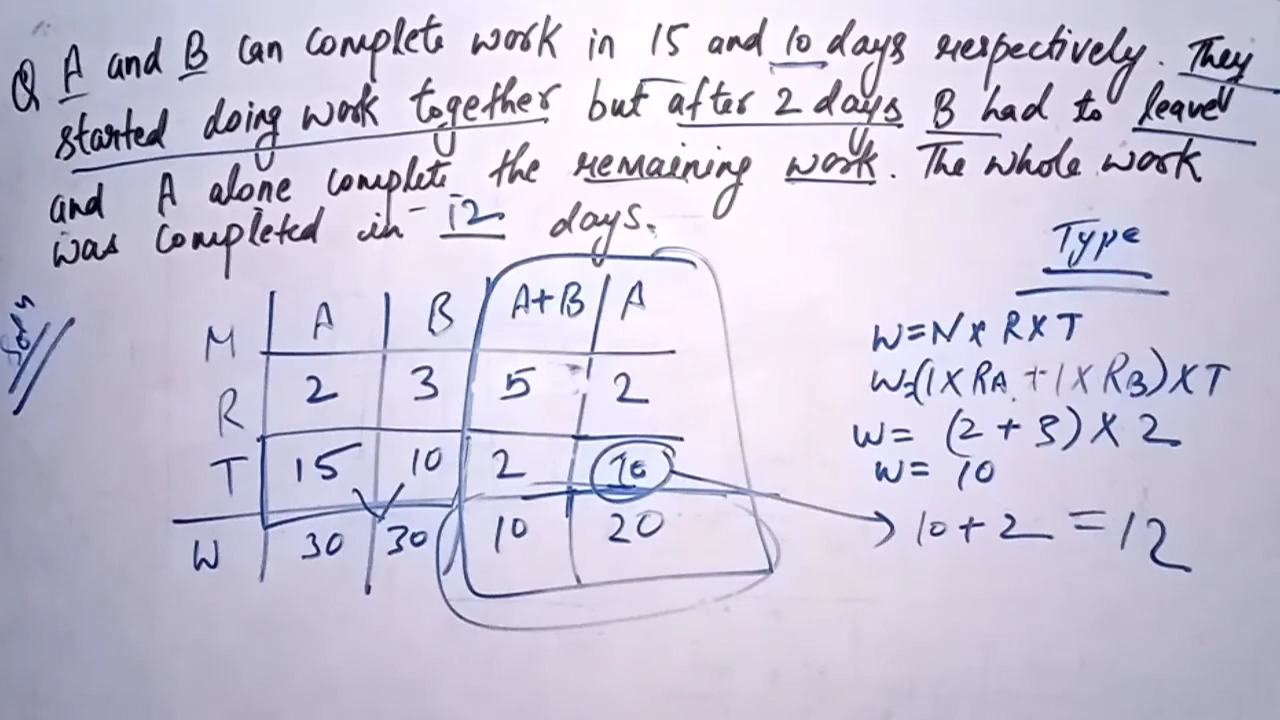 Q A and B can complete work in 15 and 10 days respectively. They
started doing work together but after 2 days B had to leave
and A alone complete the remaining work. The whole work
was completed in 12 days.
Type
Soln
M A B A+B A
R 2 3 5 2
T 15 10 2 10
W 30 30 10 20
W=N×R×T
W=(1×RA+1×RB)×T
W= (2+3)×2
W= 10
10+2=12